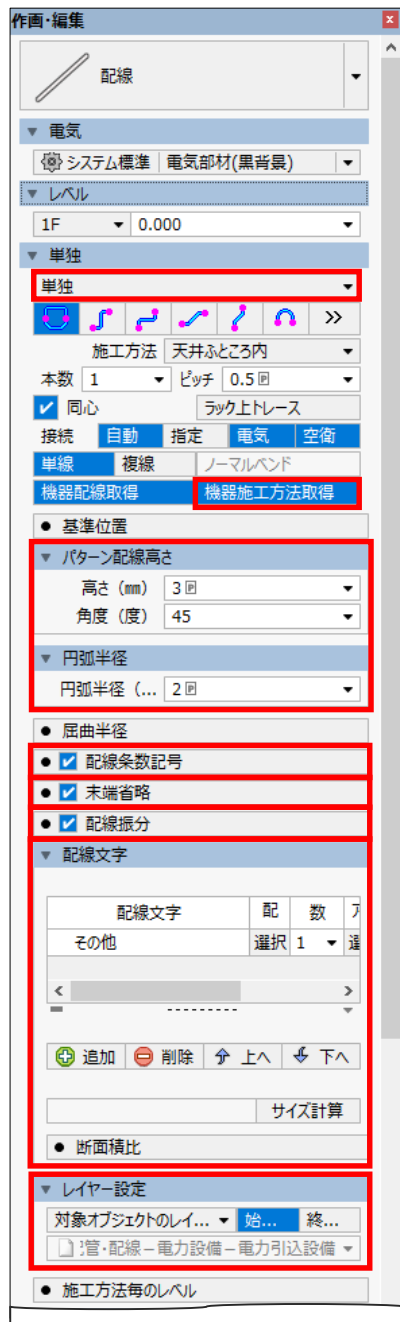 作画・編集
配線
電気
システム標準 電気部材(黒背景)
レベル
1F 0.000
単独
単独
施工方法 天井ふところ内
本数 1 ピッチ 0.5 P
同心 ラック上トレース
接続 自動 指定 電気 空衛
単線 複線 ノーマルベンド
機器配線取得 機器施工方法取得
基準位置
パターン配線高さ
高さ (㎜) 3 P
角度 (度) 45
円弧半径
円弧半径 (... 2 P
屈曲半径
配線条数記号
末端省略
配線振分
配線文字
配線文字 配 数
その他 選択 1
追加 削除 上へ 下へ
サイズ計算
断面積比
レイヤー設定
対象オブジェクトのレイ... 始... 終...
管・配線－電力設備－電力引込設備
施工方法毎のレベル